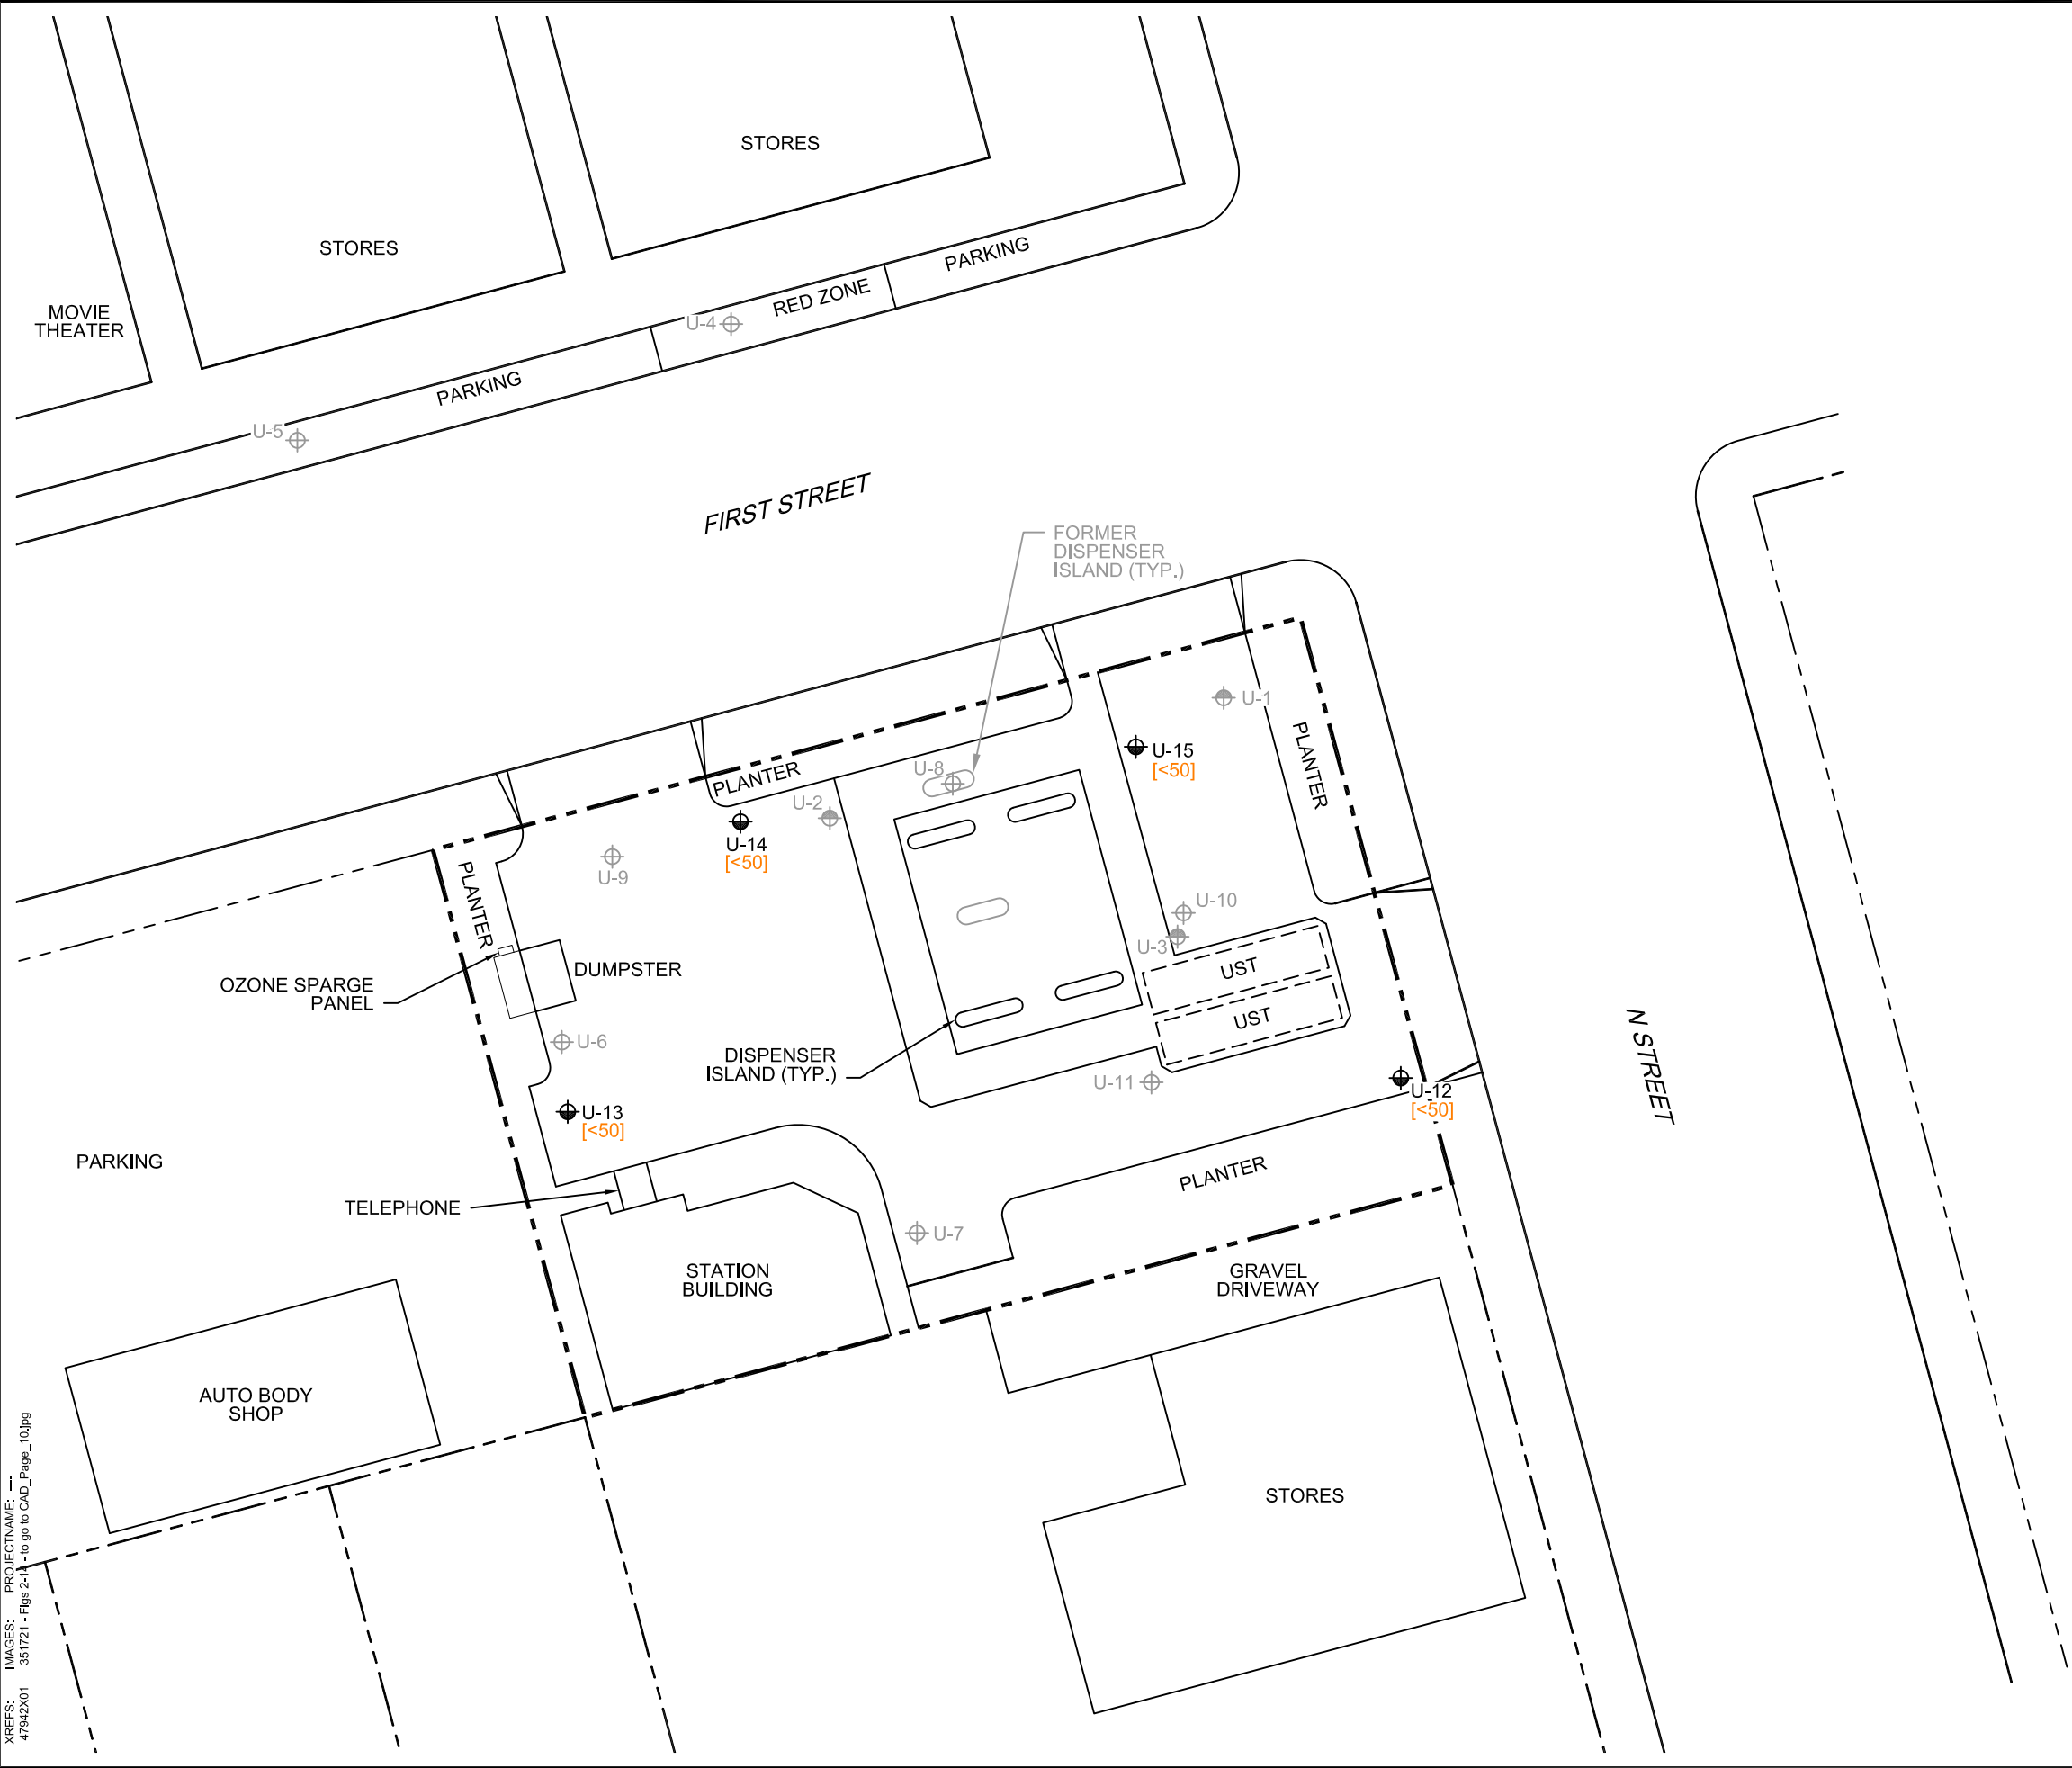 STORES
STORES
PARKING
RED ZONE
MOVIE
THEATER
U-4
PARKING
U-5
FIRST STREET
FORMER
DISPENSER
ISLAND (TYP.)
U-1
PLANTER
U-15
[<50]
U-8
PLANTER
U-2
U-14
[<50]
U-9
PLANTER
U-10
U-3
UST
UST
DUMPSTER
OZONE SPARGE
PANEL
U-6
DISPENSER
ISLAND (TYP.)
U-11
U-12
[<50]
N STREET
U-13
[<50]
PARKING
PLANTER
TELEPHONE
U-7
STATION
BUILDING
GRAVEL
DRIVEWAY
AUTO BODY
SHOP
STORES
XREFS: IMAGES: PROJECTNAME: ----
47942X01 351721 - Figs 2-14 - to go to CAD_Page_10.jpg